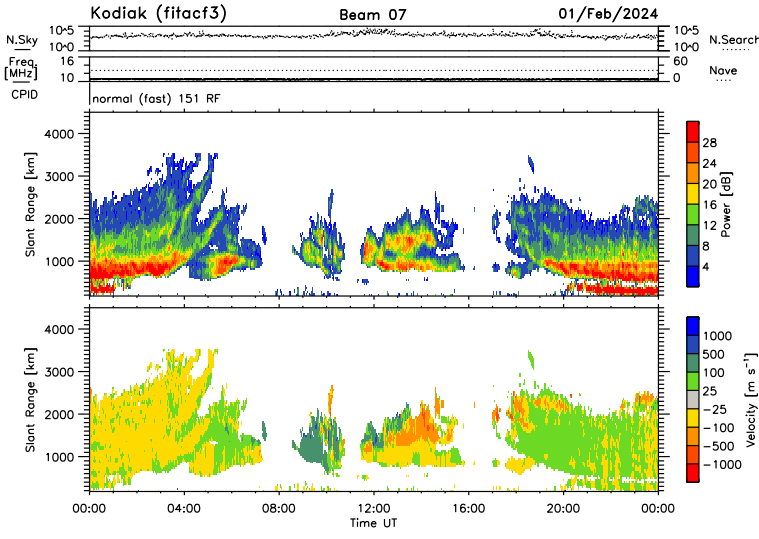 Kodiak (fitacf3) Beam 07 01/Feb/2024
N.Sky 10^5 10^5 N.Search
10^0 10^0
Freq. 16 60
[MHz] 10 0 Nave
CPID normal (fast) 151 RF
Slant Range [km]
4000
3000
2000
1000
Power [dB]
28
24
20
16
12
8
4
Slant Range [km]
4000
3000
2000
1000
Velocity [m s⁻¹]
1000
500
100
25
−25
−100
−500
−1000
00:00 04:00 08:00 12:00 16:00 20:00 00:00
Time UT